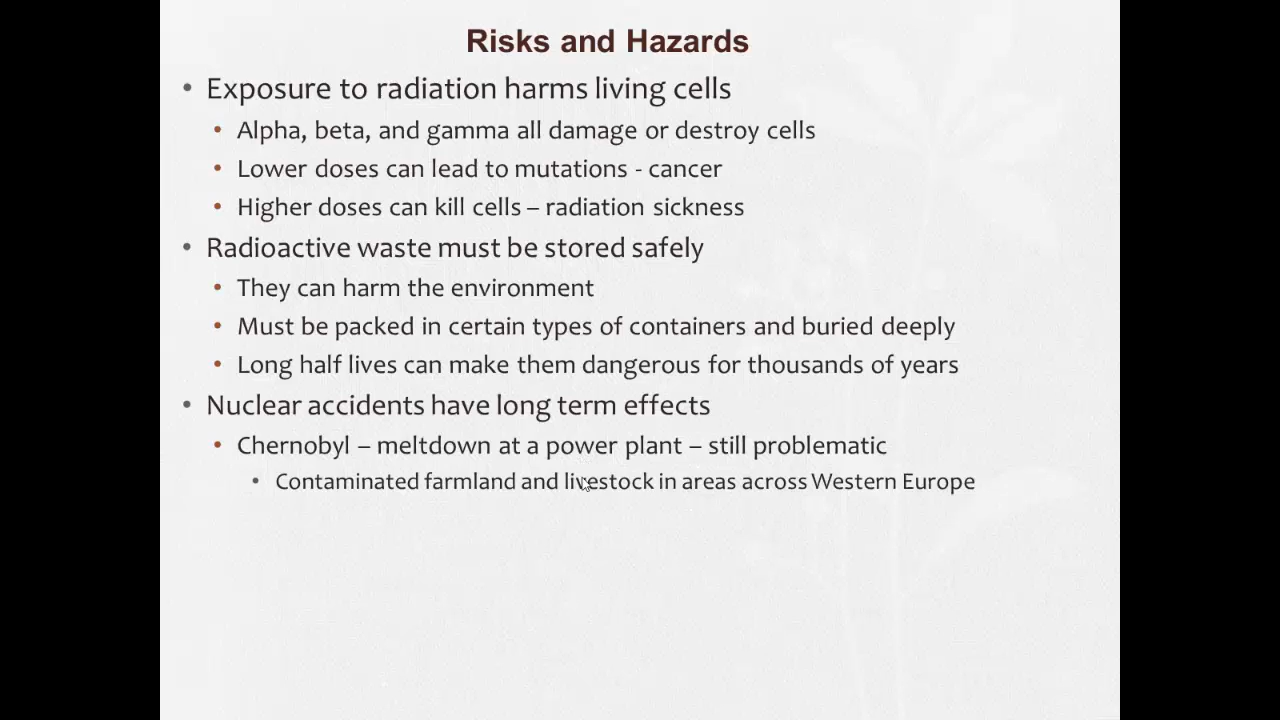 Risks and Hazards
• Exposure to radiation harms living cells
• Alpha, beta, and gamma all damage or destroy cells
• Lower doses can lead to mutations - cancer
• Higher doses can kill cells – radiation sickness
• Radioactive waste must be stored safely
• They can harm the environment
• Must be packed in certain types of containers and buried deeply
• Long half lives can make them dangerous for thousands of years
• Nuclear accidents have long term effects
• Chernobyl – meltdown at a power plant – still problematic
• Contaminated farmland and livestock in areas across Western Europe